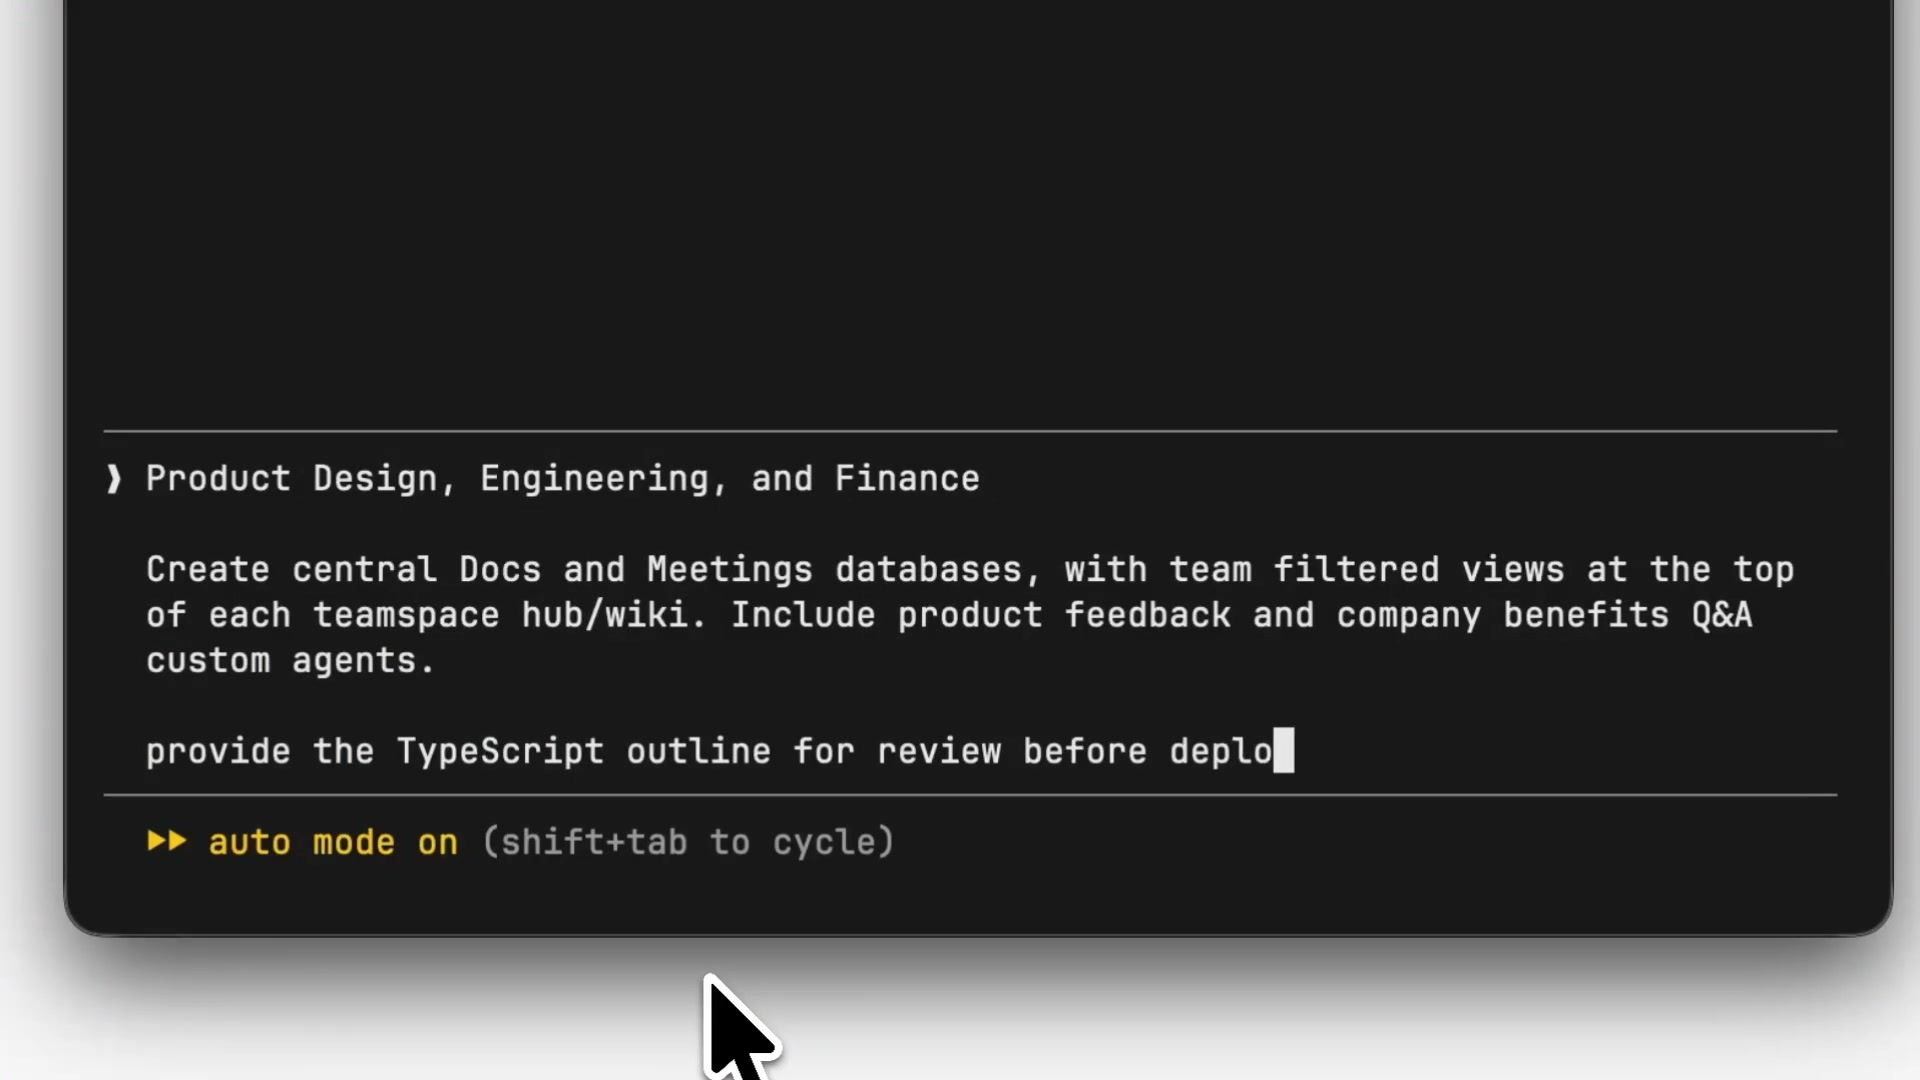 ❯ Product Design, Engineering, and Finance
Create central Docs and Meetings databases, with team filtered views at the top
of each teamspace hub/wiki. Include product feedback and company benefits Q&A
custom agents.
provide the TypeScript outline for review before deplo
⏵⏵ auto mode on (shift+tab to cycle)